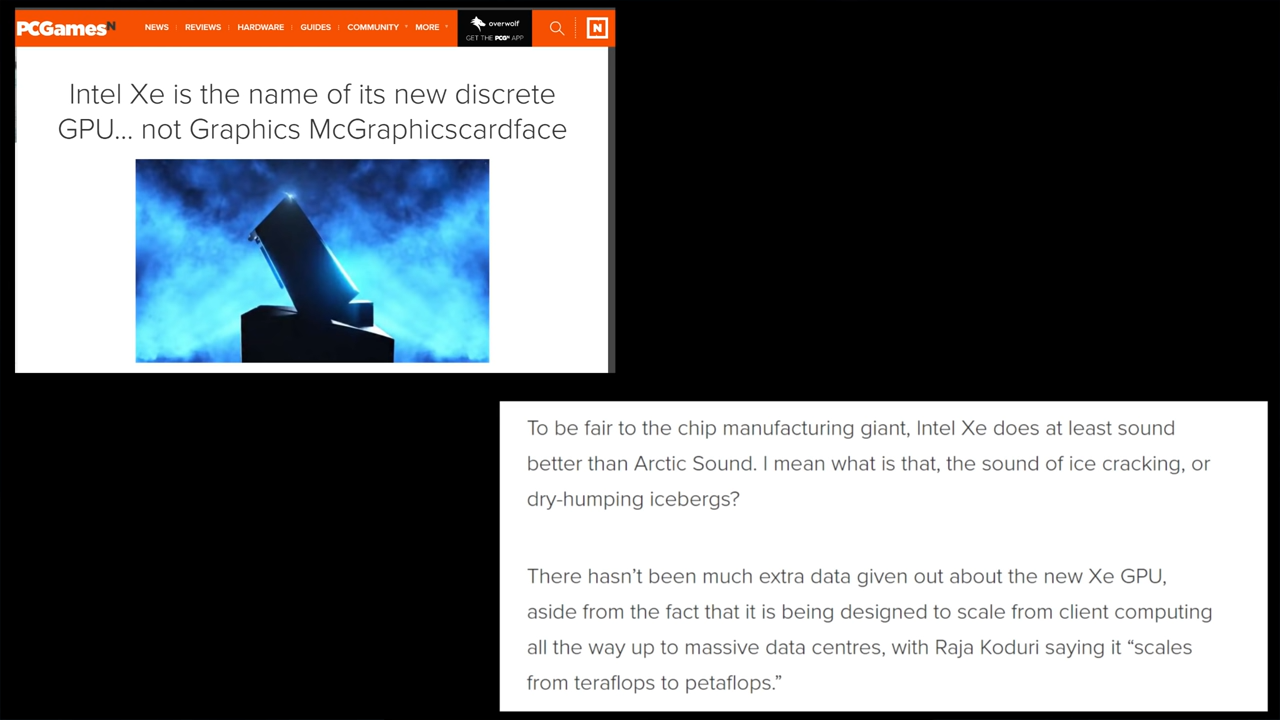 PCGamesN
NEWS
REVIEWS
HARDWARE
GUIDES
COMMUNITY
MORE
overwolf
GET THE PCGN APP
N
Intel Xe is the name of its new discrete
GPU... not Graphics McGraphicscardface
To be fair to the chip manufacturing giant, Intel Xe does at least sound
better than Arctic Sound. I mean what is that, the sound of ice cracking, or
dry-humping icebergs?
There hasn’t been much extra data given out about the new Xe GPU,
aside from the fact that it is being designed to scale from client computing
all the way up to massive data centres, with Raja Koduri saying it “scales
from teraflops to petaflops.”